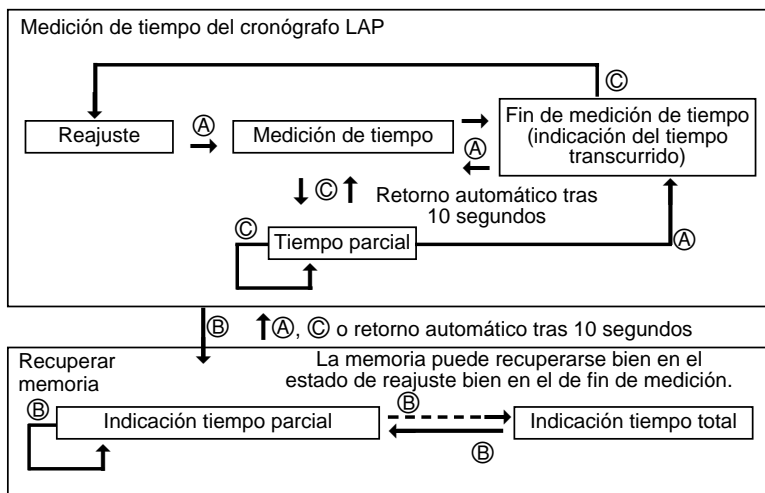 Medición de tiempo del cronógrafo LAP
Ⓒ
Reajuste
Ⓐ
Medición de tiempo
Ⓐ
Fin de medición de tiempo
(indicación del tiempo
transcurrido)
Ⓒ
Retorno automático tras
10 segundos
Ⓒ
Tiempo parcial
Ⓐ
Ⓑ
Ⓐ, Ⓒ o retorno automático tras 10 segundos
Recuperar
memoria
La memoria puede recuperarse bien en el
estado de reajuste bien en el de fin de medición.
Ⓑ
Indicación tiempo parcial
Ⓑ
Ⓑ
Indicación tiempo total